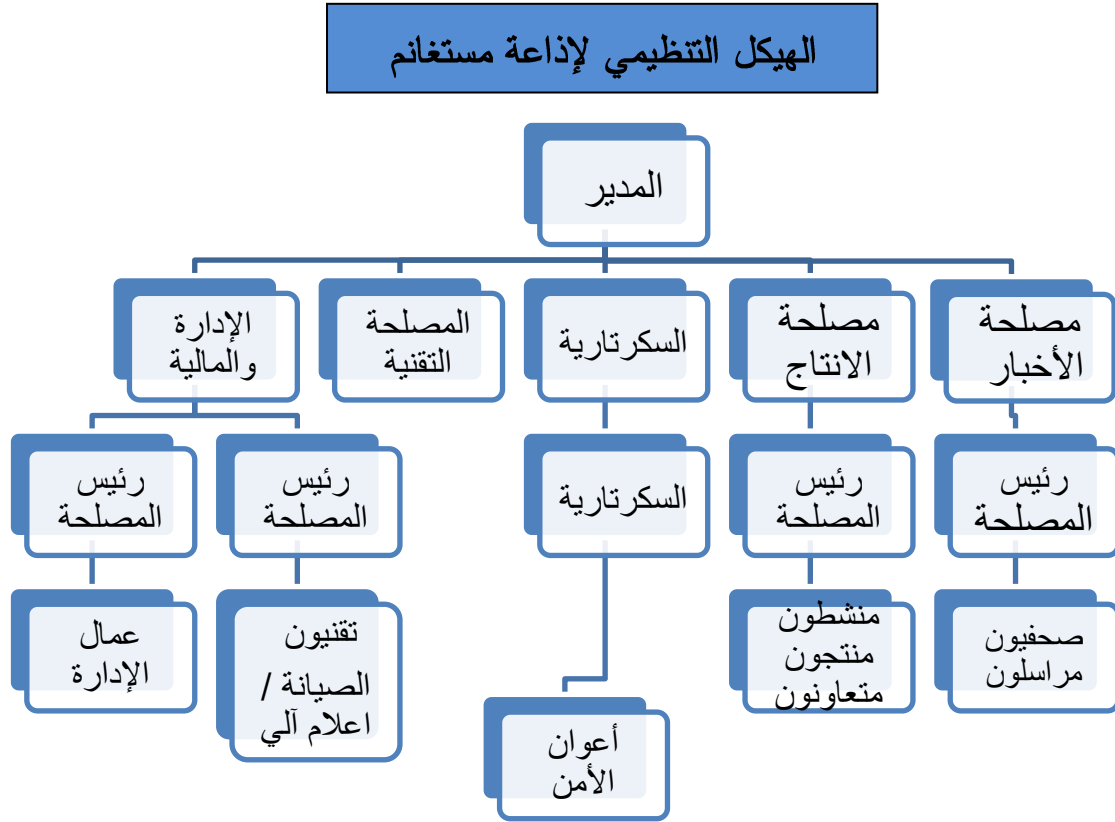 الهيكل التنظيمي لإذاعة مستغانم
المدير
مصلحة
الأخبار
مصلحة
الانتاج
السكرتارية
المصلحة
التقنية
الإدارة
والمالية
رئيس
المصلحة
رئيس
المصلحة
السكرتارية
رئيس
المصلحة
رئيس
المصلحة
صحفيون
مراسلون
منشطون
منتجون
متعاونون
أعوان
الأمن
تقنيون
الصيانة /
اعلام آلي
عمال
الإدارة